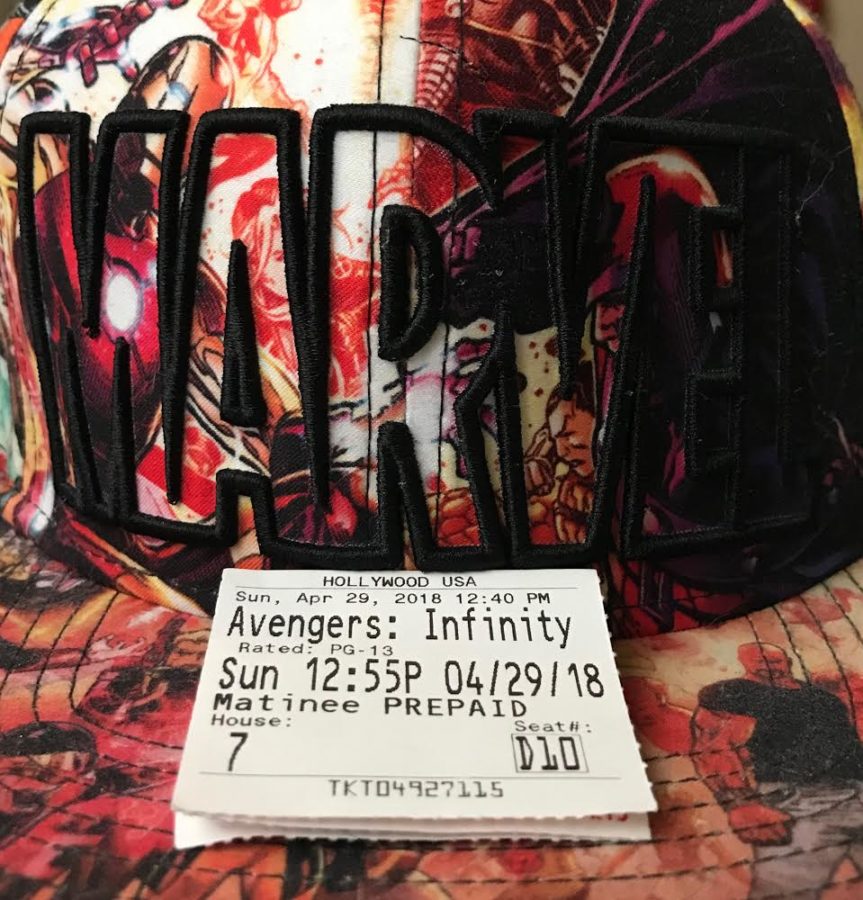 MARVEL
HOLLYWOOD USA
Sun, Apr 29, 2018 12:40 PM
Avengers: Infinity
Rated: PG-13
Sun 12:55P 04/29/18
Matinee PREPAID
House: Seat#:
7 D10
TKT04927115